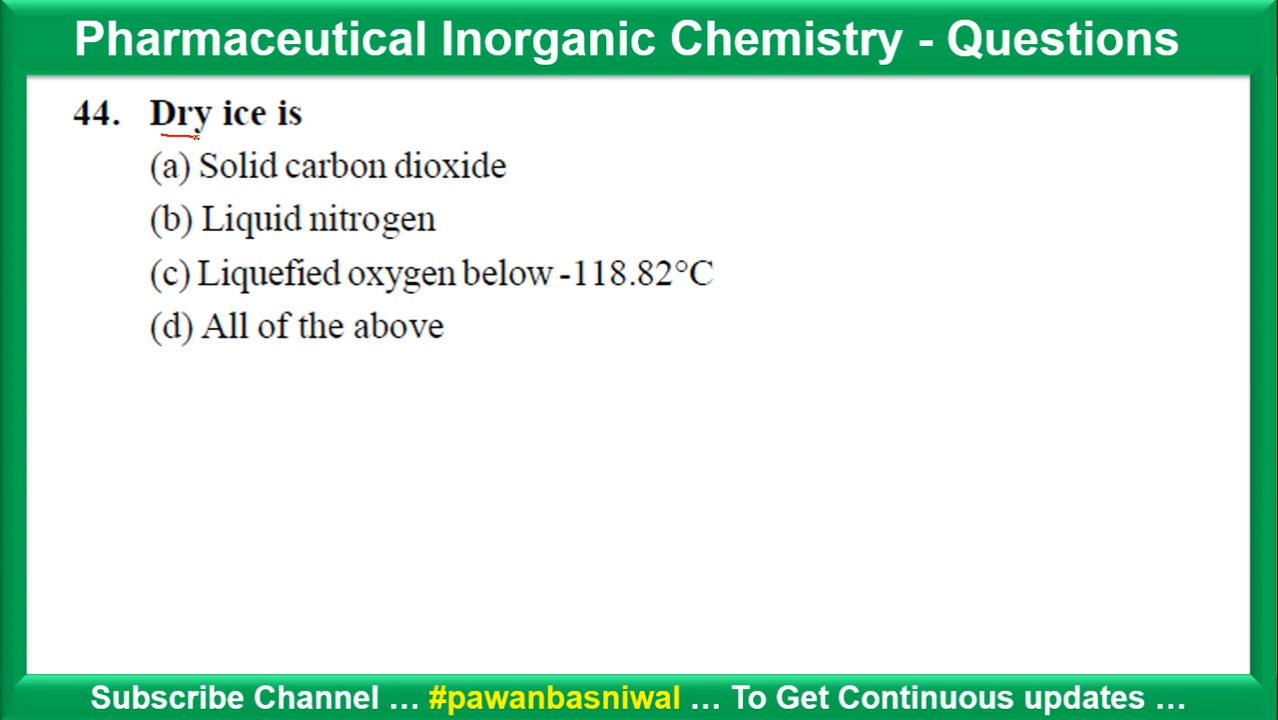 Pharmaceutical Inorganic Chemistry - Questions
44. Dry ice is
(a) Solid carbon dioxide
(b) Liquid nitrogen
(c) Liquefied oxygen below -118.82°C
(d) All of the above
Subscribe Channel ... #pawanbasniwal ... To Get Continuous updates ...